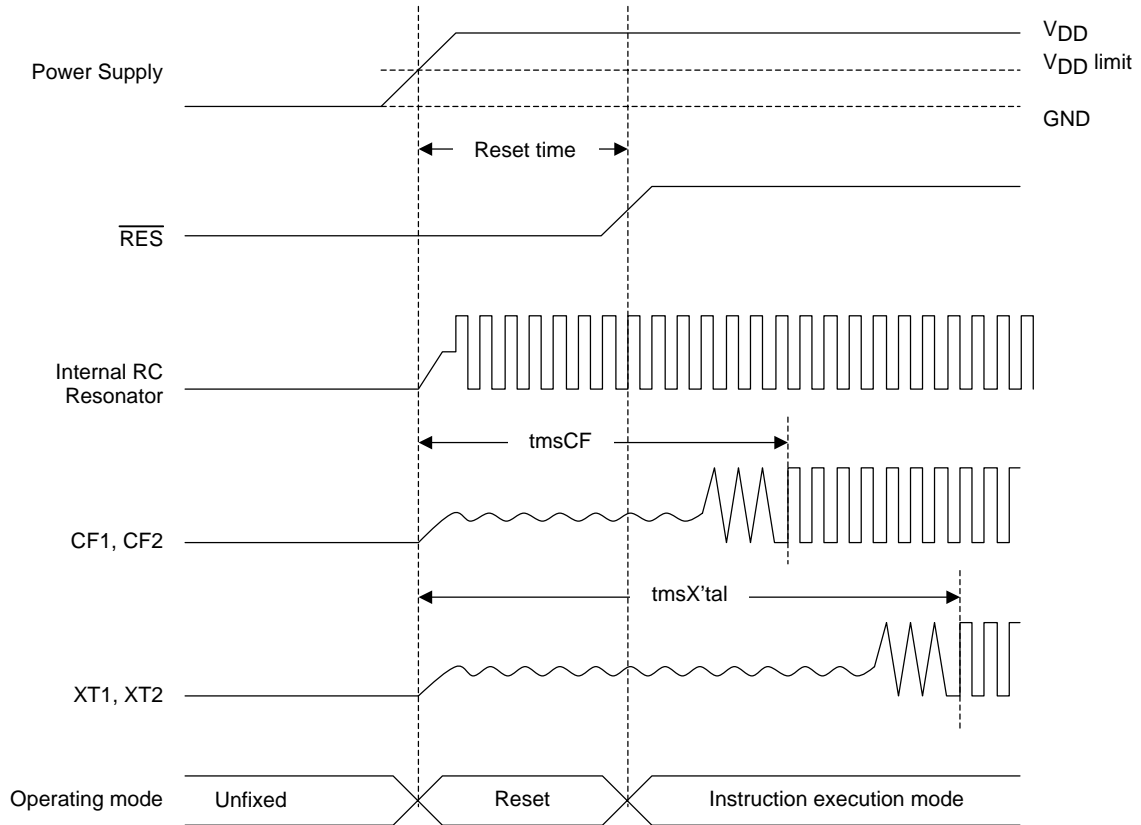 Power Supply
VDD
VDD limit
GND
Reset time
RES
Internal RC
Resonator
tmsCF
CF1, CF2
tmsX'tal
XT1, XT2
Operating mode
Unfixed
Reset
Instruction execution mode